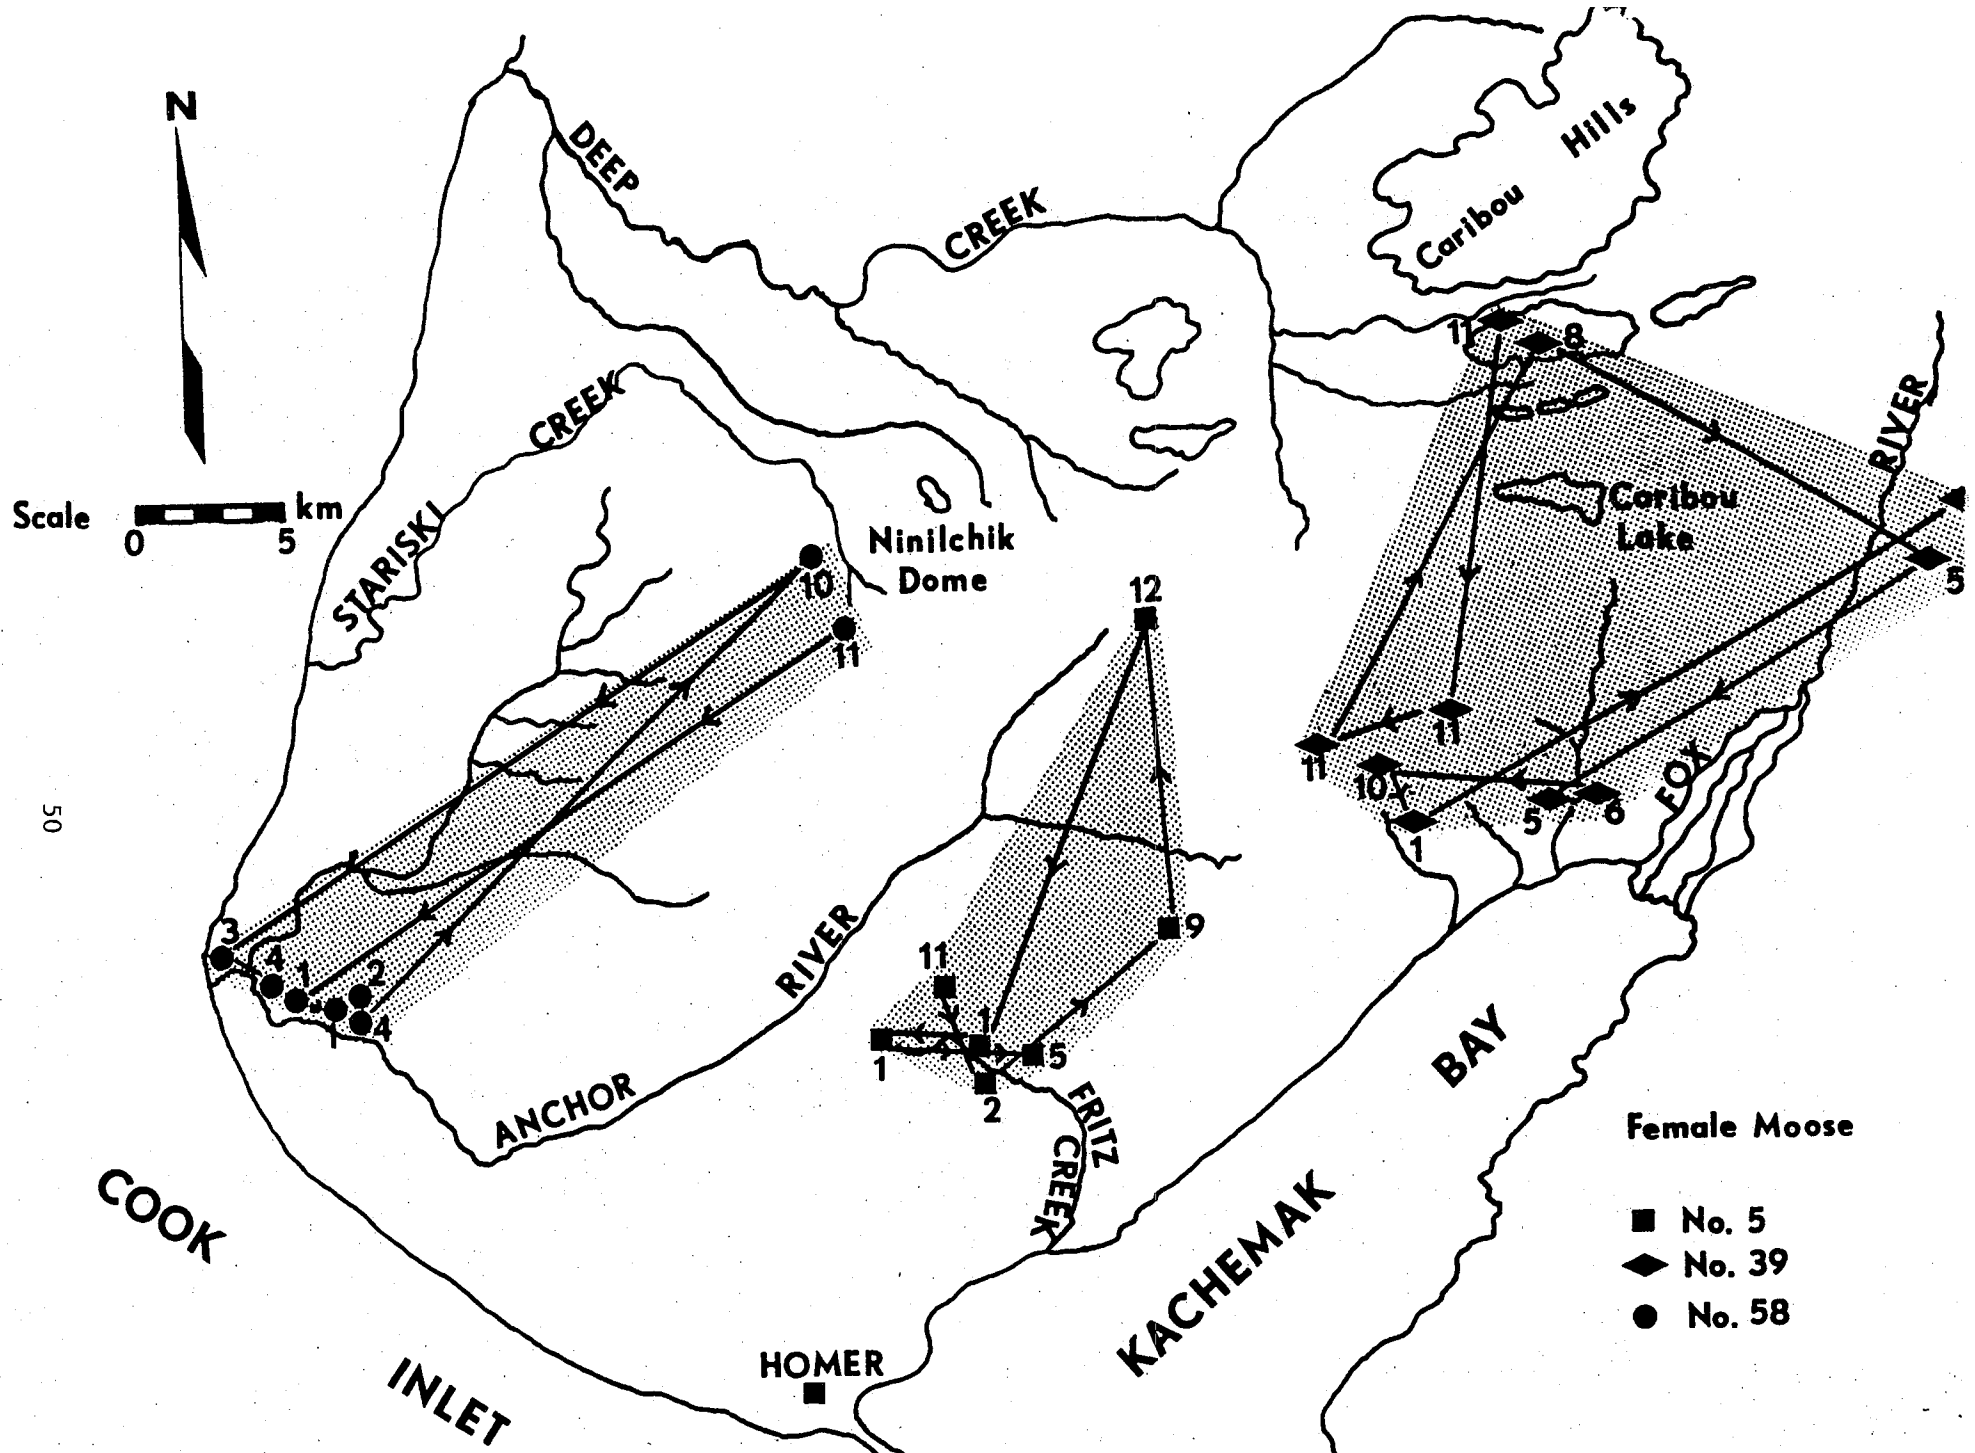 N
DEEP
CREEK
Caribou
Hills
11
8
CREEK
STARISKI
Scale
0
5
km
Ninilchik
Dome
Caribou
Lake
RIVER
5
10
11
12
11
11
10
1
5
6
FOX
50
3
4
1
2
1
4
9
11
1
1
5
2
RIVER
ANCHOR
FRITZ
CREEK
COOK
INLET
HOMER
KACHEMAK
BAY
Female Moose
No. 5
No. 39
No. 58